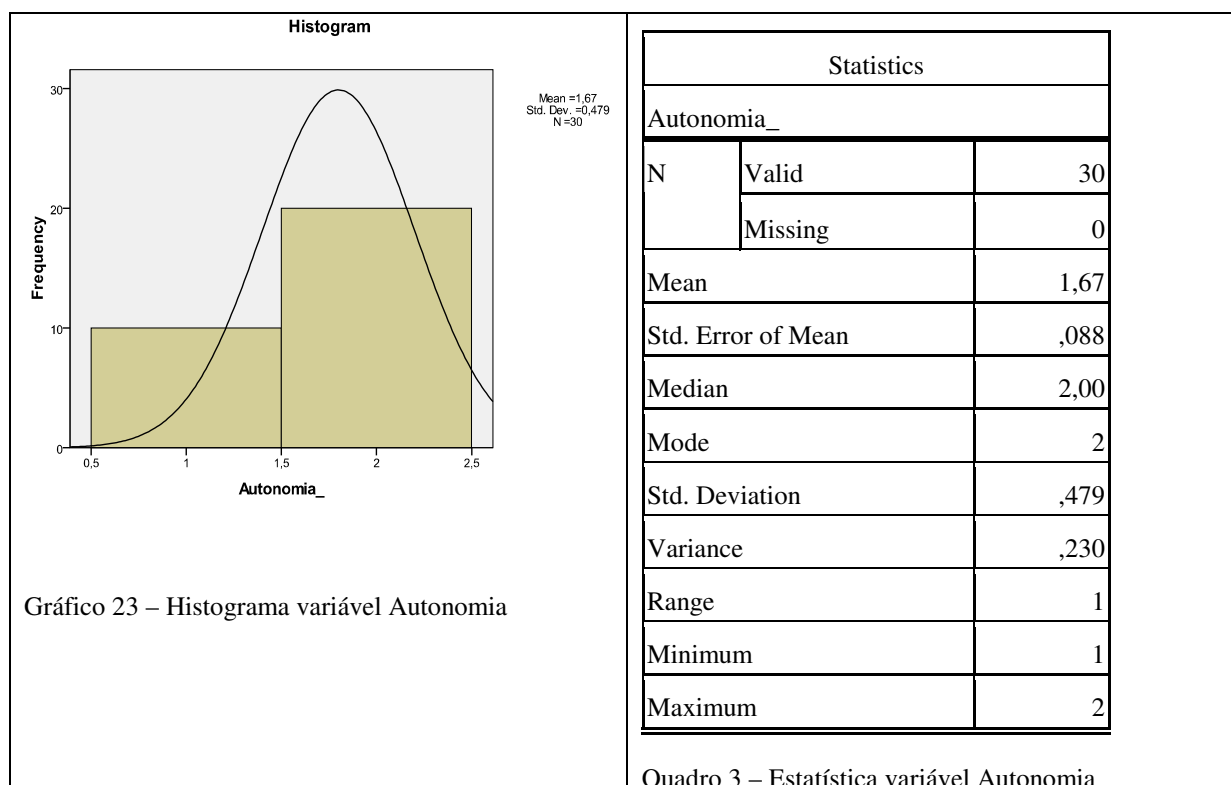 Histogram
Mean =1,67
Std. Dev. =0,479
N =30
Frequency
30
20
10
0
0,5 1 1,5 2 2,5
Autonomia_
Gráfico 23 – Histograma variável Autonomia
Statistics
Autonomia_
N Valid 30
Missing 0
Mean 1,67
Std. Error of Mean ,088
Median 2,00
Mode 2
Std. Deviation ,479
Variance ,230
Range 1
Minimum 1
Maximum 2
Quadro 3 – Estatística variável Autonomia